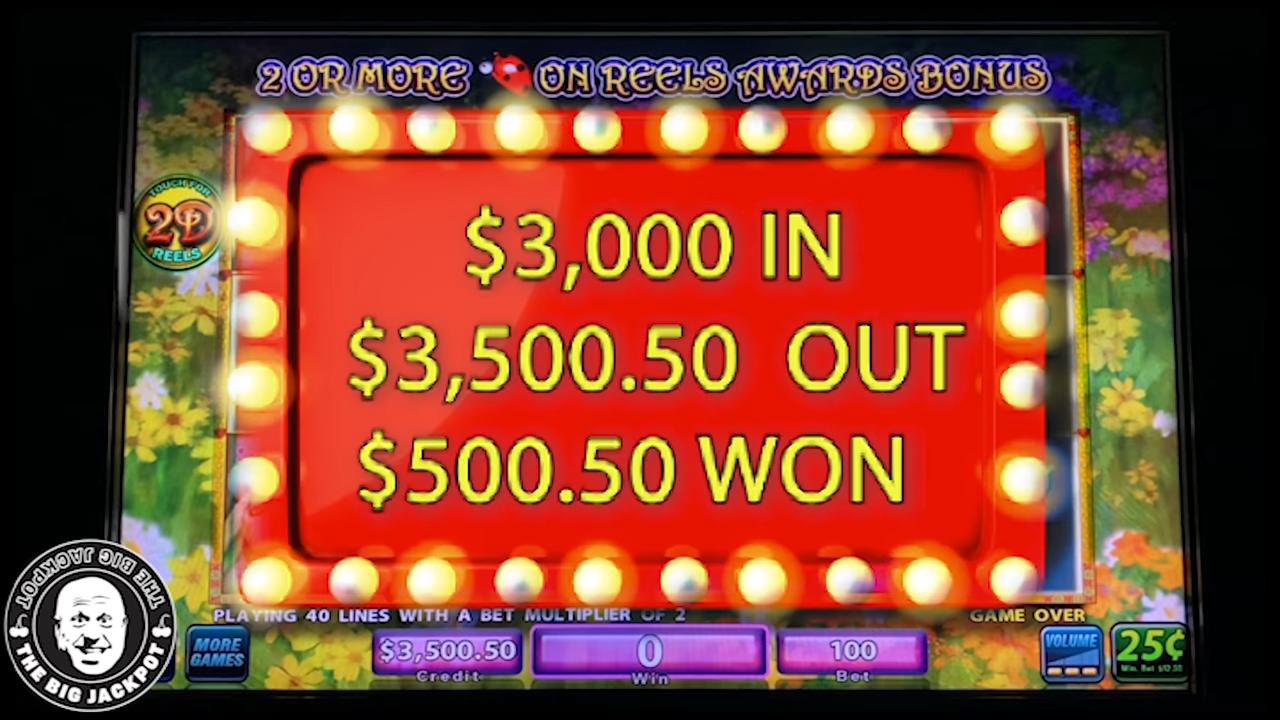 2 OR MORE ON REELS AWARDS BONUS
TOUCH FOR
2D
REELS
$3,000 IN
$3,500.50 OUT
$500.50 WON
PLAYING 40 LINES WITH A BET MULTIPLIER OF 2
GAME OVER
MORE
GAMES
$3,500.50
Credit
0
Win
100
Bet
VOLUME
25¢
THE BIG JACKPOT
THE BIG JACKPOT